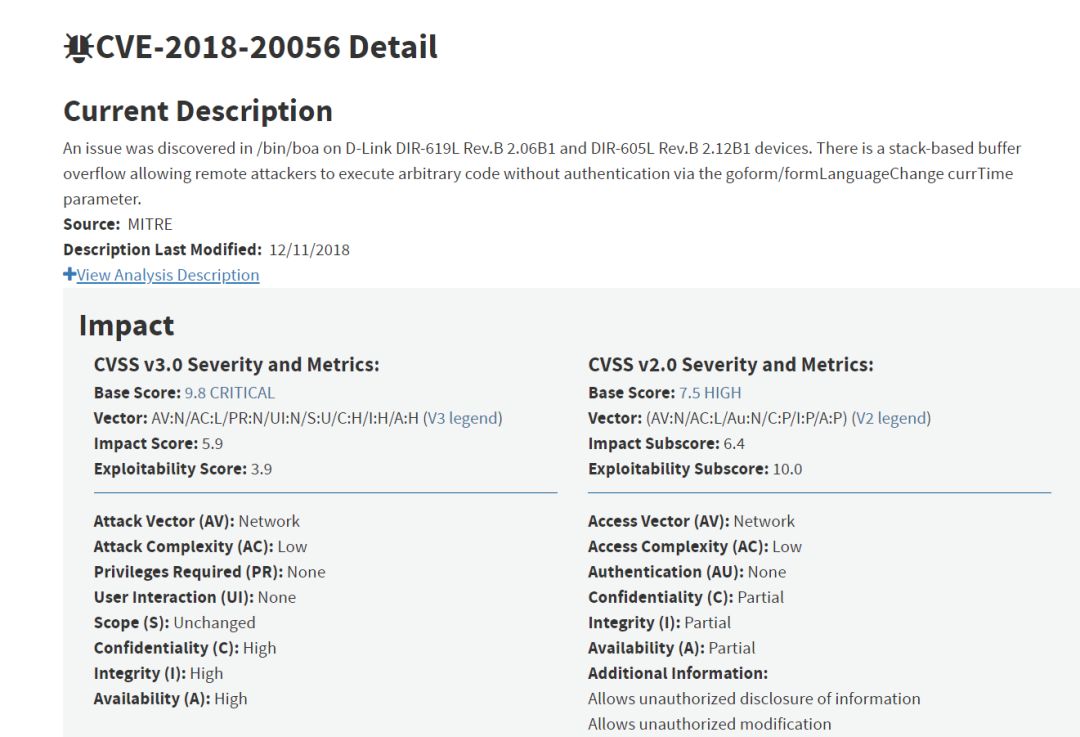 CVE-2018-20056 Detail
Current Description
An issue was discovered in /bin/boa on D-Link DIR-619L Rev.B 2.06B1 and DIR-605L Rev.B 2.12B1 devices. There is a stack-based buffer
overflow allowing remote attackers to execute arbitrary code without authentication via the goform/formLanguageChange currTime
parameter.
Source: MITRE
Description Last Modified: 12/11/2018
+View Analysis Description
Impact
CVSS v3.0 Severity and Metrics:
Base Score: 9.8 CRITICAL
Vector: AV:N/AC:L/PR:N/UI:N/S:U/C:H/I:H/A:H (V3 legend)
Impact Score: 5.9
Exploitability Score: 3.9
Attack Vector (AV): Network
Attack Complexity (AC): Low
Privileges Required (PR): None
User Interaction (UI): None
Scope (S): Unchanged
Confidentiality (C): High
Integrity (I): High
Availability (A): High
CVSS v2.0 Severity and Metrics:
Base Score: 7.5 HIGH
Vector: (AV:N/AC:L/Au:N/C:P/I:P/A:P) (V2 legend)
Impact Subscore: 6.4
Exploitability Subscore: 10.0
Access Vector (AV): Network
Access Complexity (AC): Low
Authentication (AU): None
Confidentiality (C): Partial
Integrity (I): Partial
Availability (A): Partial
Additional Information:
Allows unauthorized disclosure of information
Allows unauthorized modification